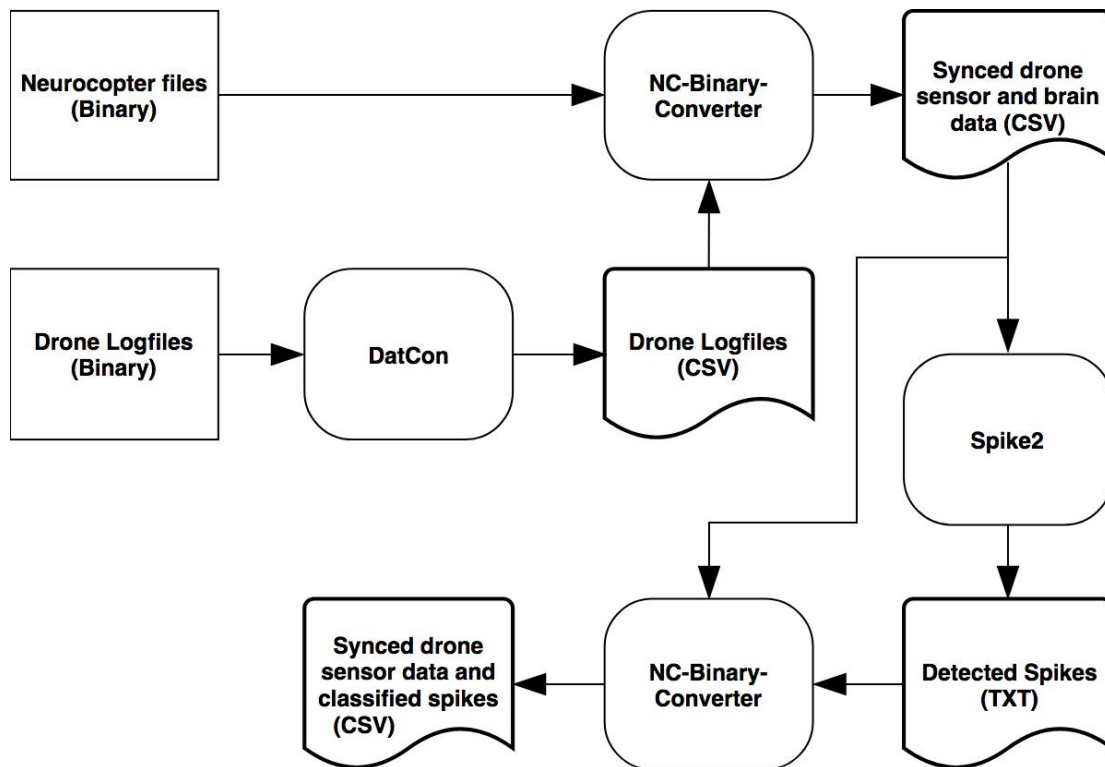 Neurocopter files
(Binary)
NC-Binary-
Converter
Synced drone
sensor and brain
data (CSV)
Drone Logfiles
(Binary)
DatCon
Drone Logfiles
(CSV)
Spike2
Synced drone
sensor data and
classified spikes
(CSV)
NC-Binary-
Converter
Detected Spikes
(TXT)